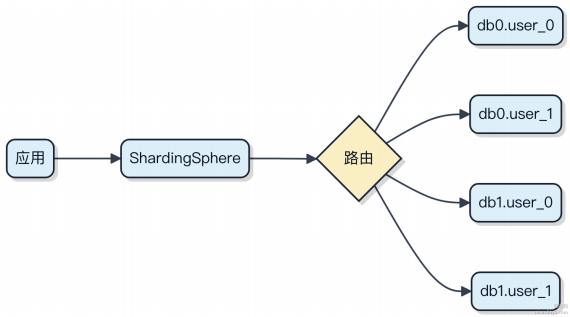 应用
ShardingSphere
路由
db0.user_0
db0.user_1
db1.user_0
db1.user_1